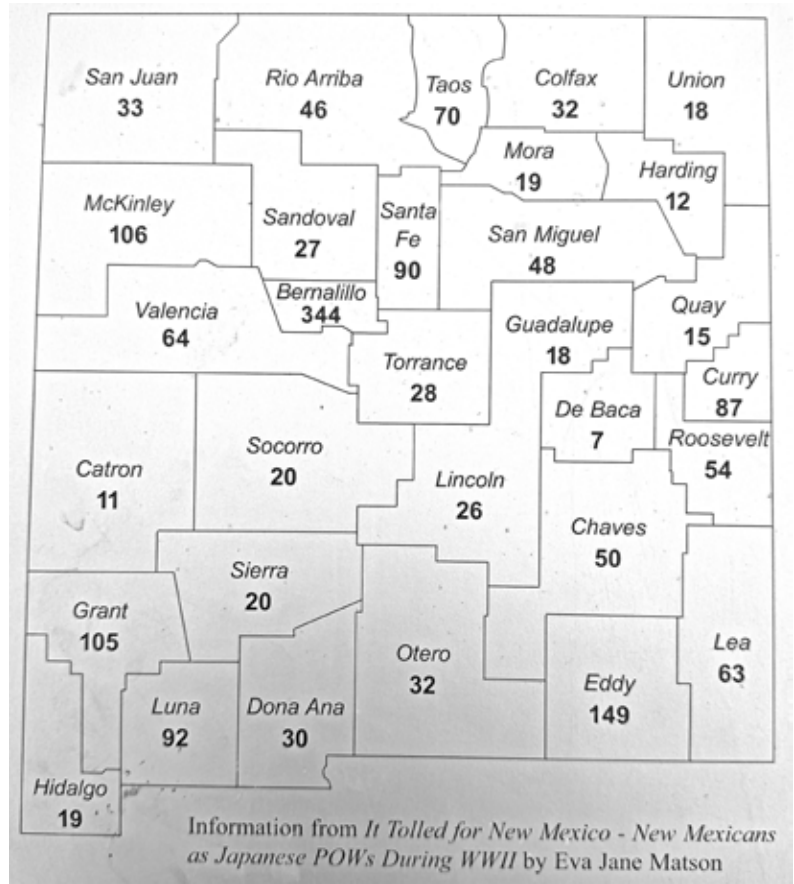 San Juan
33
Rio Arriba
46
Taos
70
Colfax
32
Union
18
Mora
19
Harding
12
McKinley
106
Sandoval
27
Santa
Fe
90
San Miguel
48
Bernalillo
344
Valencia
64
Torrance
28
Guadalupe
18
Quay
15
Curry
87
De Baca
7
Roosevelt
54
Catron
11
Socorro
20
Lincoln
26
Chaves
50
Sierra
20
Grant
105
Luna
92
Dona Ana
30
Otero
32
Eddy
149
Lea
63
Hidalgo
19
Information from It Tolled for New Mexico - New Mexicans
as Japanese POWs During WWII by Eva Jane Matson